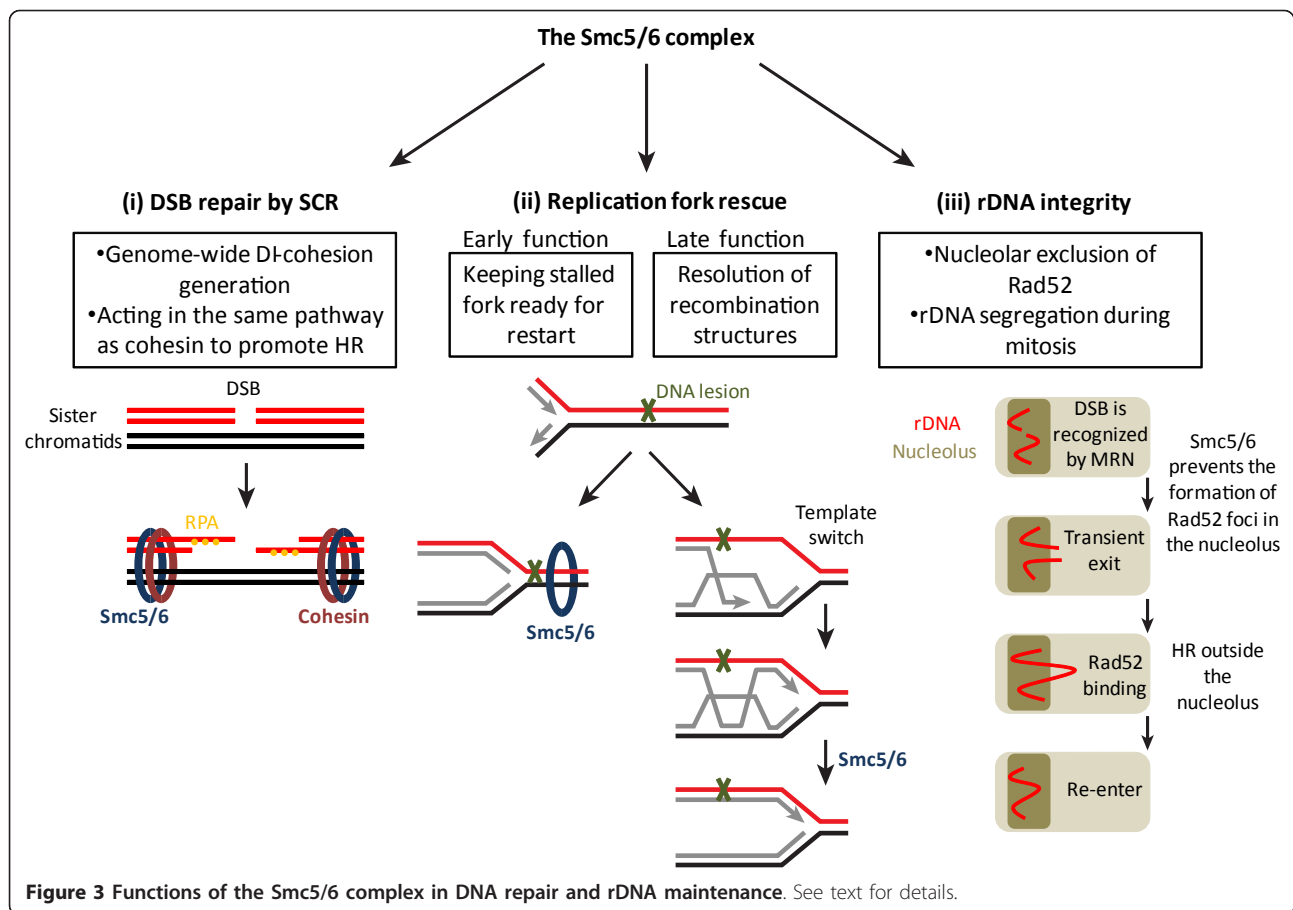 The Smc5/6 complex
(i) DSB repair by SCR
•Genome-wide DI-cohesion
generation
•Acting in the same pathway
as cohesin to promote HR
DSB
Sister
chromatids
RPA
Smc5/6
Cohesin
(ii) Replication fork rescue
Early function
Keeping stalled
fork ready for
restart
Late function
Resolution of
recombination
structures
DNA lesion
Smc5/6
Template
switch
Smc5/6
(iii) rDNA integrity
•Nucleolar exclusion of
Rad52
•rDNA segregation during
mitosis
rDNA
Nucleolus
DSB is
recognized
by MRN
Smc5/6
prevents the
formation of
Rad52 foci in
the nucleolus
Transient
exit
Rad52
binding
HR outside
the
nucleolus
Re-enter
Figure 3 Functions of the Smc5/6 complex in DNA repair and rDNA maintenance. See text for details.